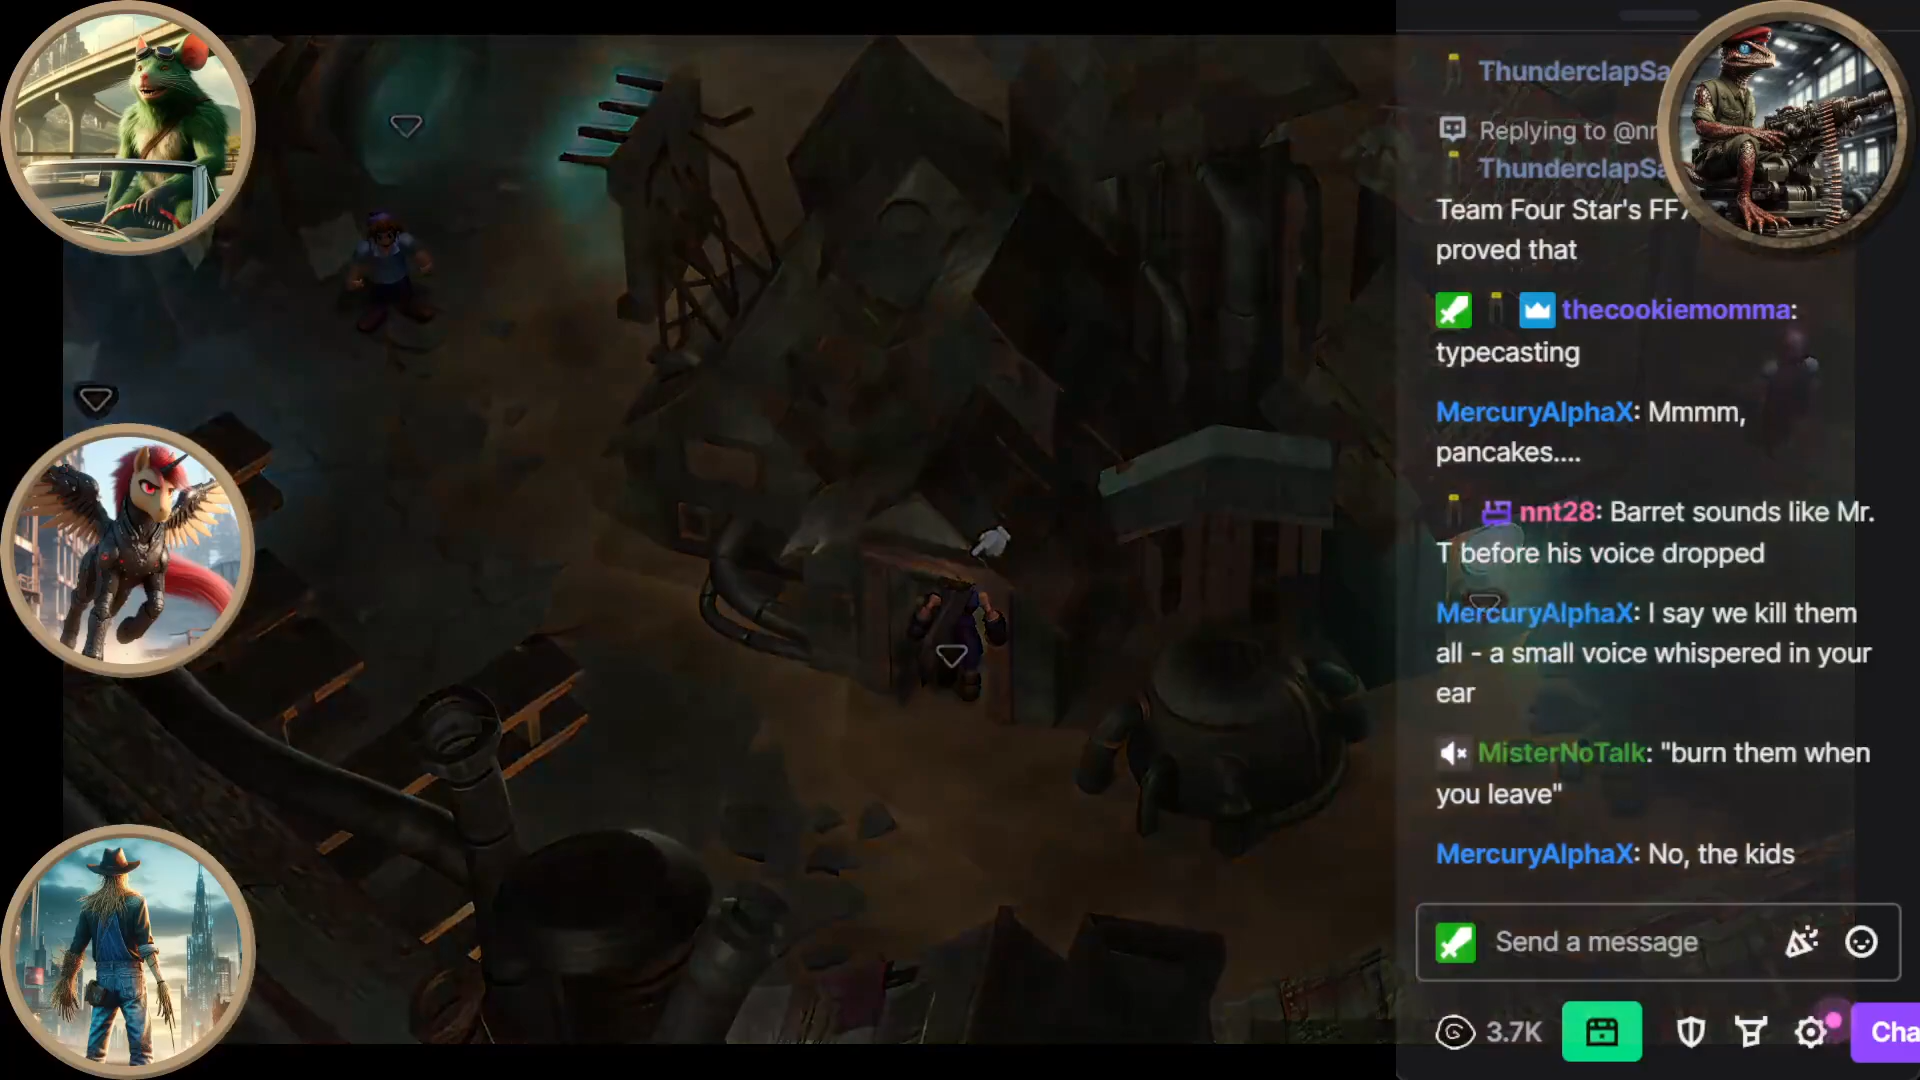 ThunderclapSa
Replying to @nr
ThunderclapSa
Team Four Star's FF7
proved that
thecookiemomma:
typecasting
MercuryAlphaX: Mmmm,
pancakes....
nnt28: Barret sounds like Mr.
T before his voice dropped
MercuryAlphaX: I say we kill them
all - a small voice whispered in your
ear
MisterNoTalk: "burn them when
you leave"
MercuryAlphaX: No, the kids
Send a message
3.7K
Cha